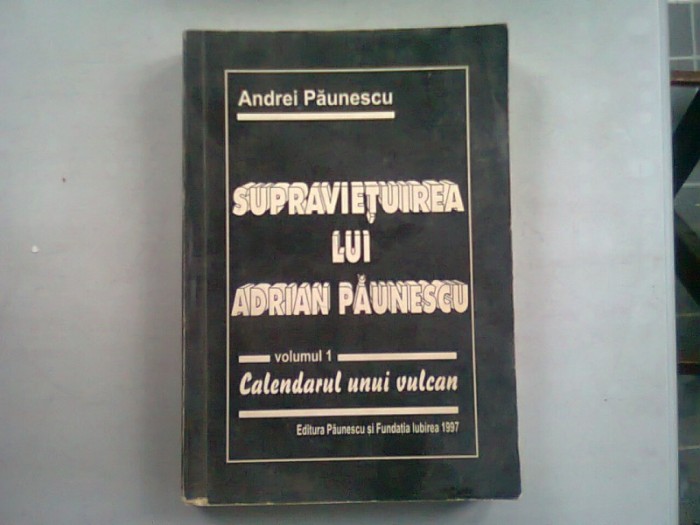 Andrei Păunescu
SUPRAVIEȚUIREA
LUI
ADRIAN PĂUNESCU
volumul 1
Calendarul unui vulcan
Editura Păunescu și Fundația Iubirea 1997